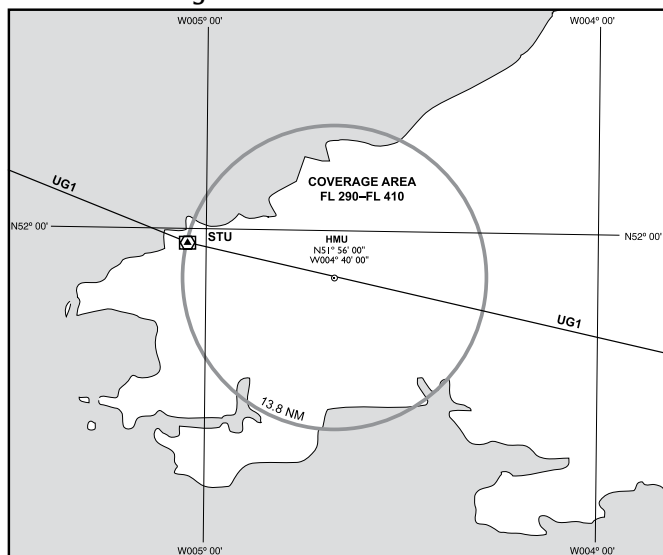 W005° 00'
W004° 00'
UG1
COVERAGE AREA
FL 290–FL 410
N52° 00'
STU
HMU
N51° 56' 00"
W004° 40' 00"
N52° 00'
UG1
13.8 NM
W005° 00'
W004° 00'